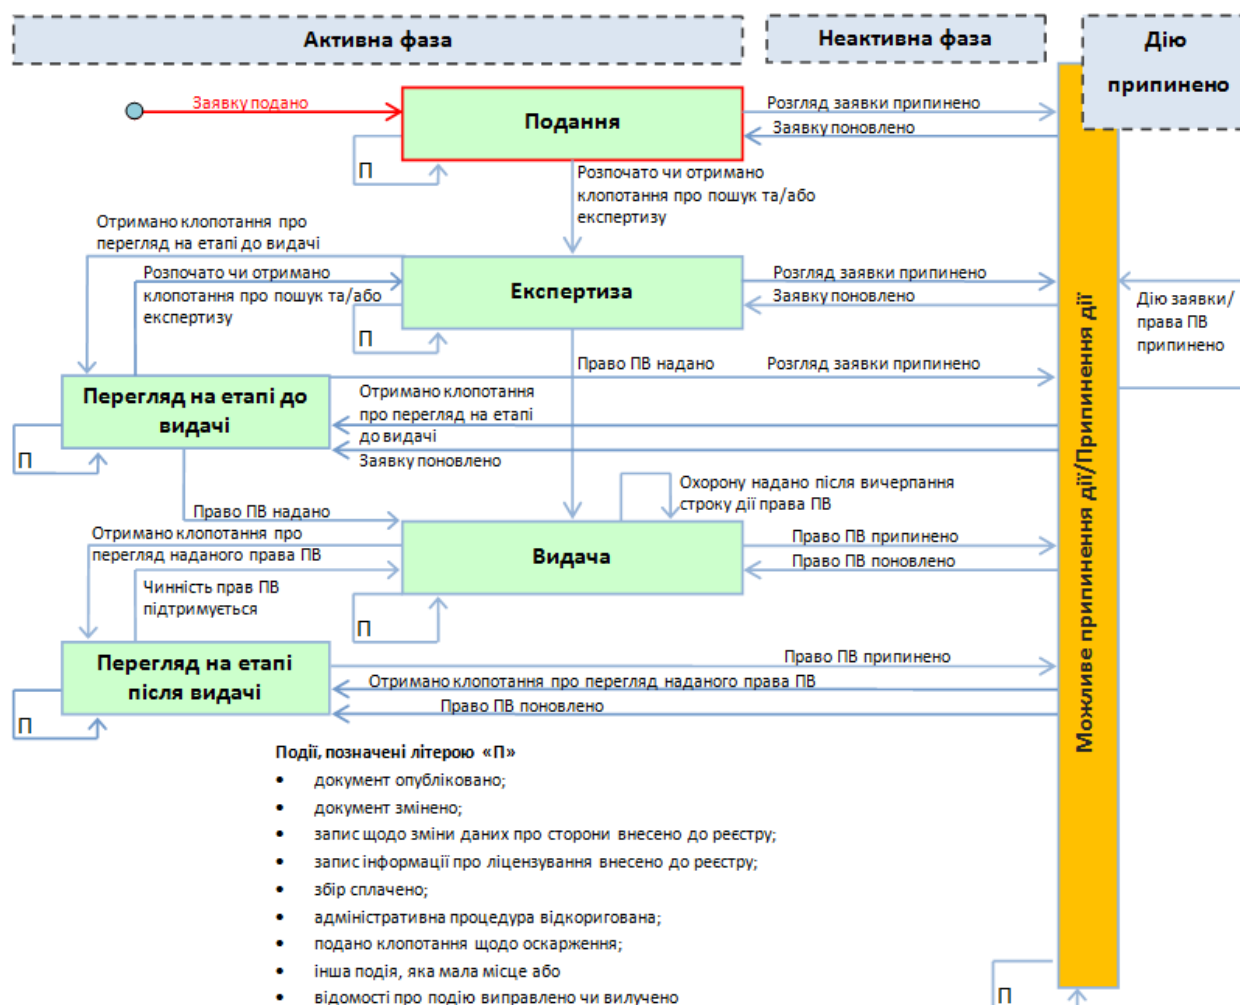 Активна фаза
Неактивна фаза
Дію
припинено
Заявку подано
Подання
Розгляд заявки припинено
Заявку поновлено
П
Розпочато чи отримано
клопотання про пошук та/або
експертизу
Отримано клопотання про
перегляд на етапі до видачі
Розпочато чи отримано
клопотання про пошук та/або
експертизу
Експертиза
Розгляд заявки припинено
Заявку поновлено
П
Дію заявки/
права ПВ
припинено
Право ПВ надано
Розгляд заявки припинено
Перегляд на етапі до
видачі
Отримано клопотання
про перегляд на етапі
до видачі
Заявку поновлено
П
Охорону надано після вичерпання
строку дії права ПВ
Право ПВ надано
Отримано клопотання про
перегляд наданого права ПВ
Видача
Право ПВ припинено
Право ПВ поновлено
Чинність прав ПВ
підтримується
П
Перегляд на етапі
після видачі
Право ПВ припинено
Отримано клопотання про перегляд наданого права ПВ
Право ПВ поновлено
П
Можливе припинення дії/Припинення дії
Події, позначені літерою «П»
• документ опубліковано;
• документ змінено;
• запис щодо зміни даних про сторони внесено до реєстру;
• запис інформації про ліцензування внесено до реєстру;
• збір сплачено;
• адміністративна процедура відкоригована;
• подано клопотання щодо оскарження;
• інша подія, яка мала місце або
• відомості про подію виправлено чи вилучено
П